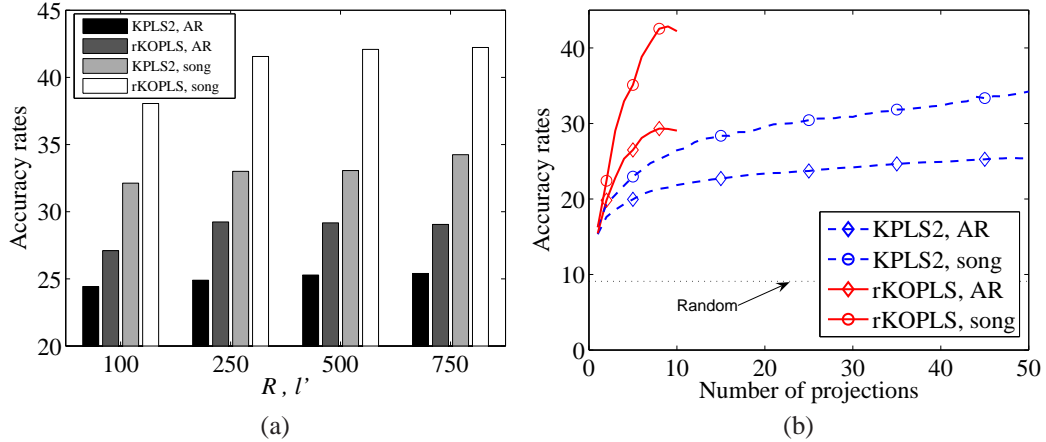 KPLS2, AR
rKOPLS, AR
KPLS2, song
rKOPLS, song
45
40
35
30
25
20
Accuracy rates
100 250 500 750
R , l’
(a)
40
30
20
10
0
Accuracy rates
Random
KPLS2, AR
KPLS2, song
rKOPLS, AR
rKOPLS, song
0 10 20 30 40 50
Number of projections
(b)